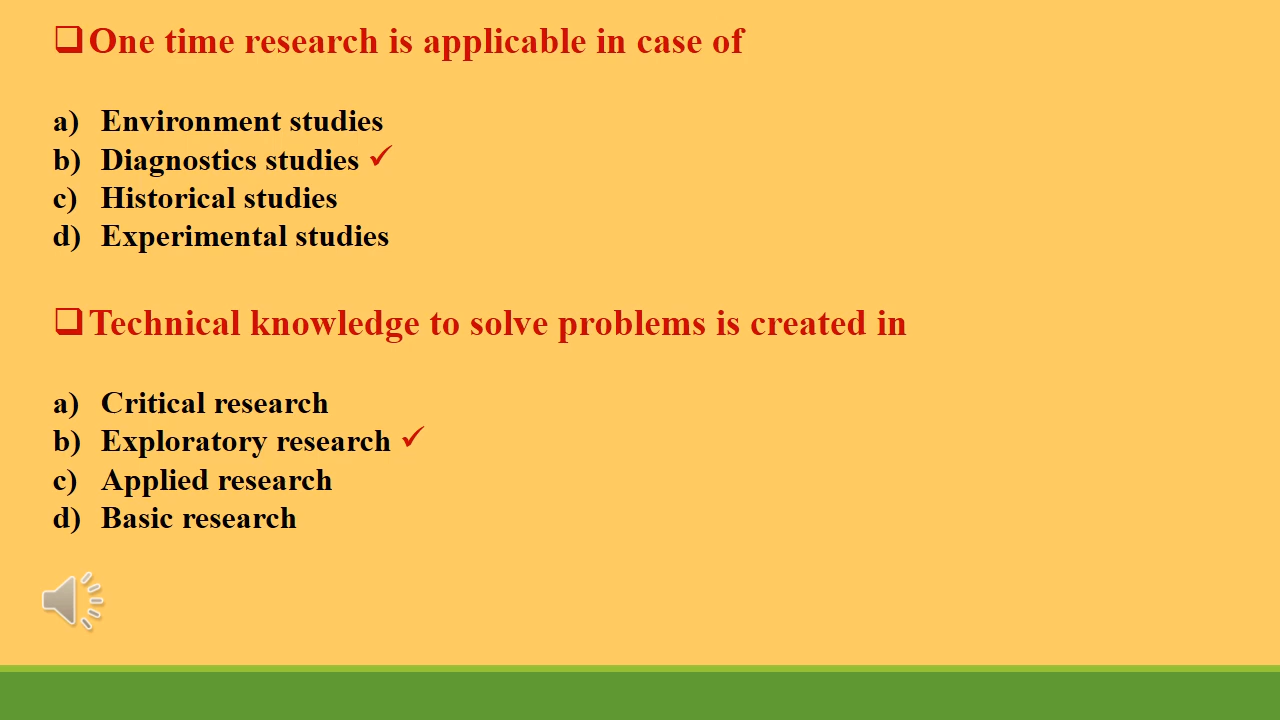 ❑One time research is applicable in case of
a) Environment studies
b) Diagnostics studies ✓
c) Historical studies
d) Experimental studies
❑Technical knowledge to solve problems is created in
a) Critical research
b) Exploratory research ✓
c) Applied research
d) Basic research